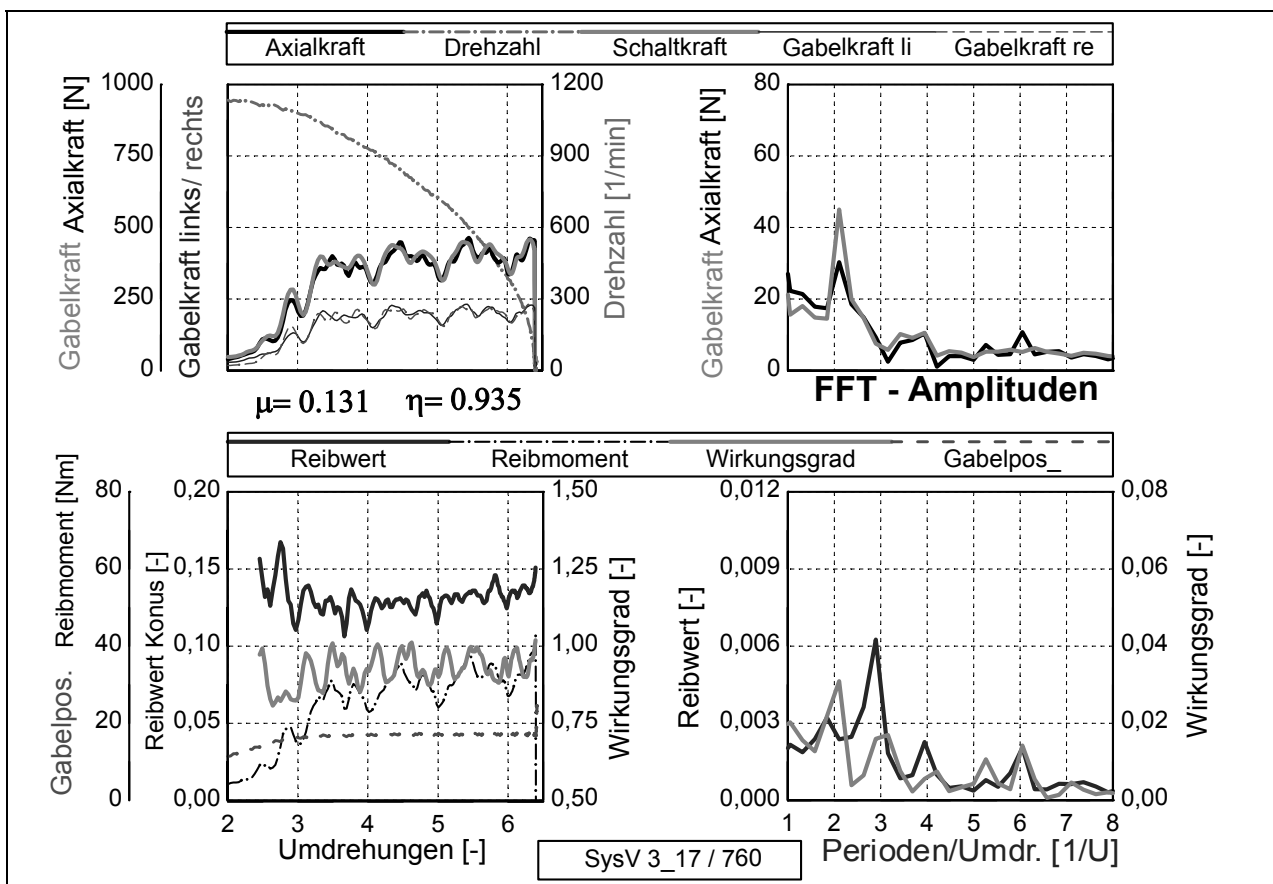 Axialkraft Drehzahl Schaltkraft Gabelkraft li Gabelkraft re
Gabelkraft Axialkraft [N]
1000
750
500
250
0
Gabelkraft links/ rechts
1200
900
600
300
0
Drehzahl [1/min]
Gabelkraft Axialkraft [N]
80
60
40
20
0
μ= 0.131 η= 0.935
FFT - Amplituden
Reibwert Reibmoment Wirkungsgrad Gabelpos_
Gabelpos. Reibmoment [Nm]
80
60
40
20
0
Reibwert Konus [-]
0,20
0,15
0,10
0,05
0,00
1,50
1,25
1,00
0,75
0,50
Wirkungsgrad [-]
2 3 4 5 6
Umdrehungen [-]
Reibwert [-]
0,012
0,009
0,006
0,003
0,000
0,08
0,06
0,04
0,02
0,00
Wirkungsgrad [-]
1 2 3 4 5 6 7 8
Perioden/Umdr. [1/U]
SysV 3_17 / 760